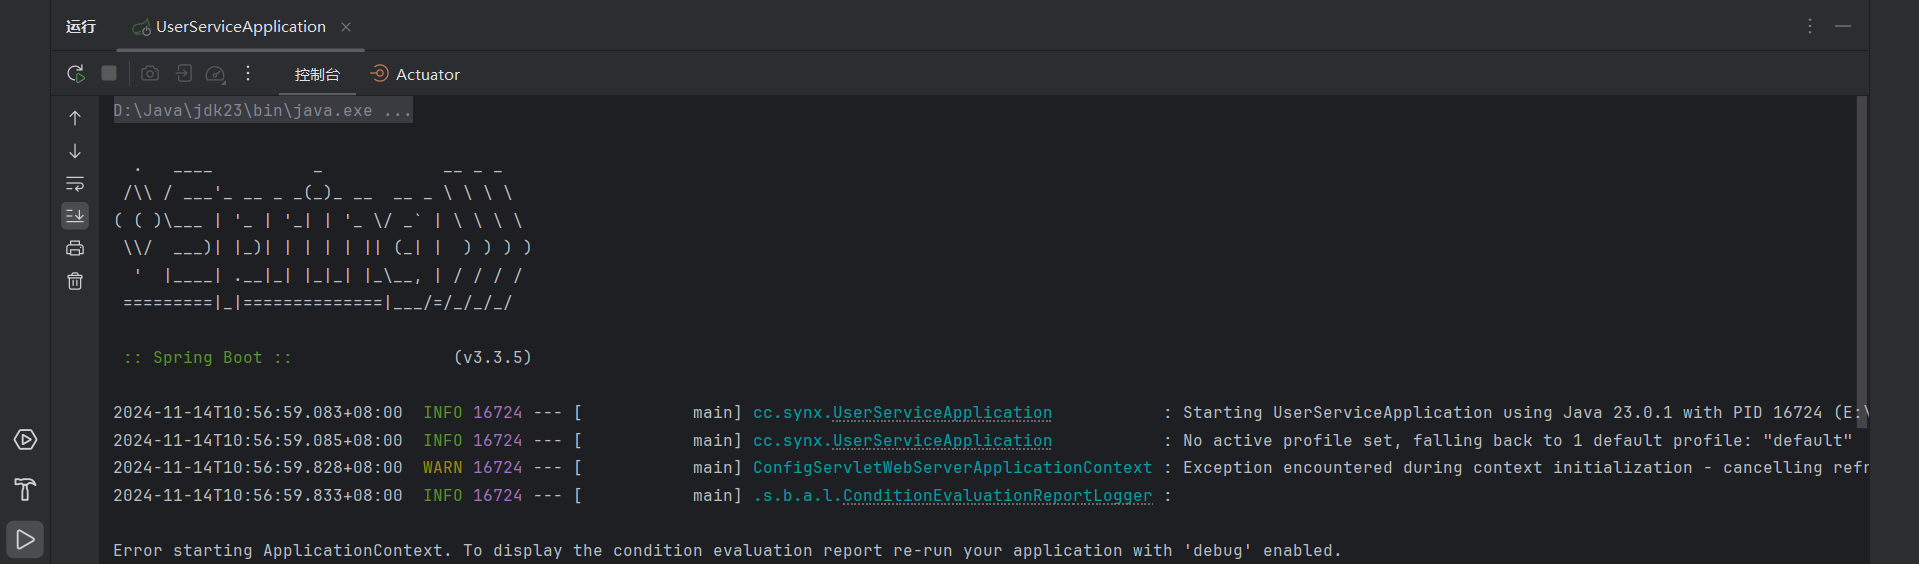 运行 UserServiceApplication
控制台 Actuator
D:\Java\jdk23\bin\java.exe ...
  .   ____          _            __ _ _
 /\\ / ___'_ __ _ _(_)_ __  __ _ \ \ \ \
( ( )\___ | '_ | '_| | '_ \/ _` | \ \ \ \
 \\/  ___)| |_)| | | | | || (_| |  ) ) ) )
  '  |____| .__|_| |_|_| |_\__, | / / / /
 =========|_|==============|___/=/_/_/_/
 :: Spring Boot ::                (v3.3.5)
2024-11-14T10:56:59.083+08:00  INFO 16724 --- [           main] cc.synx.UserServiceApplication           : Starting UserServiceApplication using Java 23.0.1 with PID 16724 (E:\
2024-11-14T10:56:59.085+08:00  INFO 16724 --- [           main] cc.synx.UserServiceApplication           : No active profile set, falling back to 1 default profile: "default"
2024-11-14T10:56:59.828+08:00  WARN 16724 --- [           main] ConfigServletWebServerApplicationContext : Exception encountered during context initialization - cancelling refr
2024-11-14T10:56:59.833+08:00  INFO 16724 --- [           main] .s.b.a.l.ConditionEvaluationReportLogger :
Error starting ApplicationContext. To display the condition evaluation report re-run your application with 'debug' enabled.